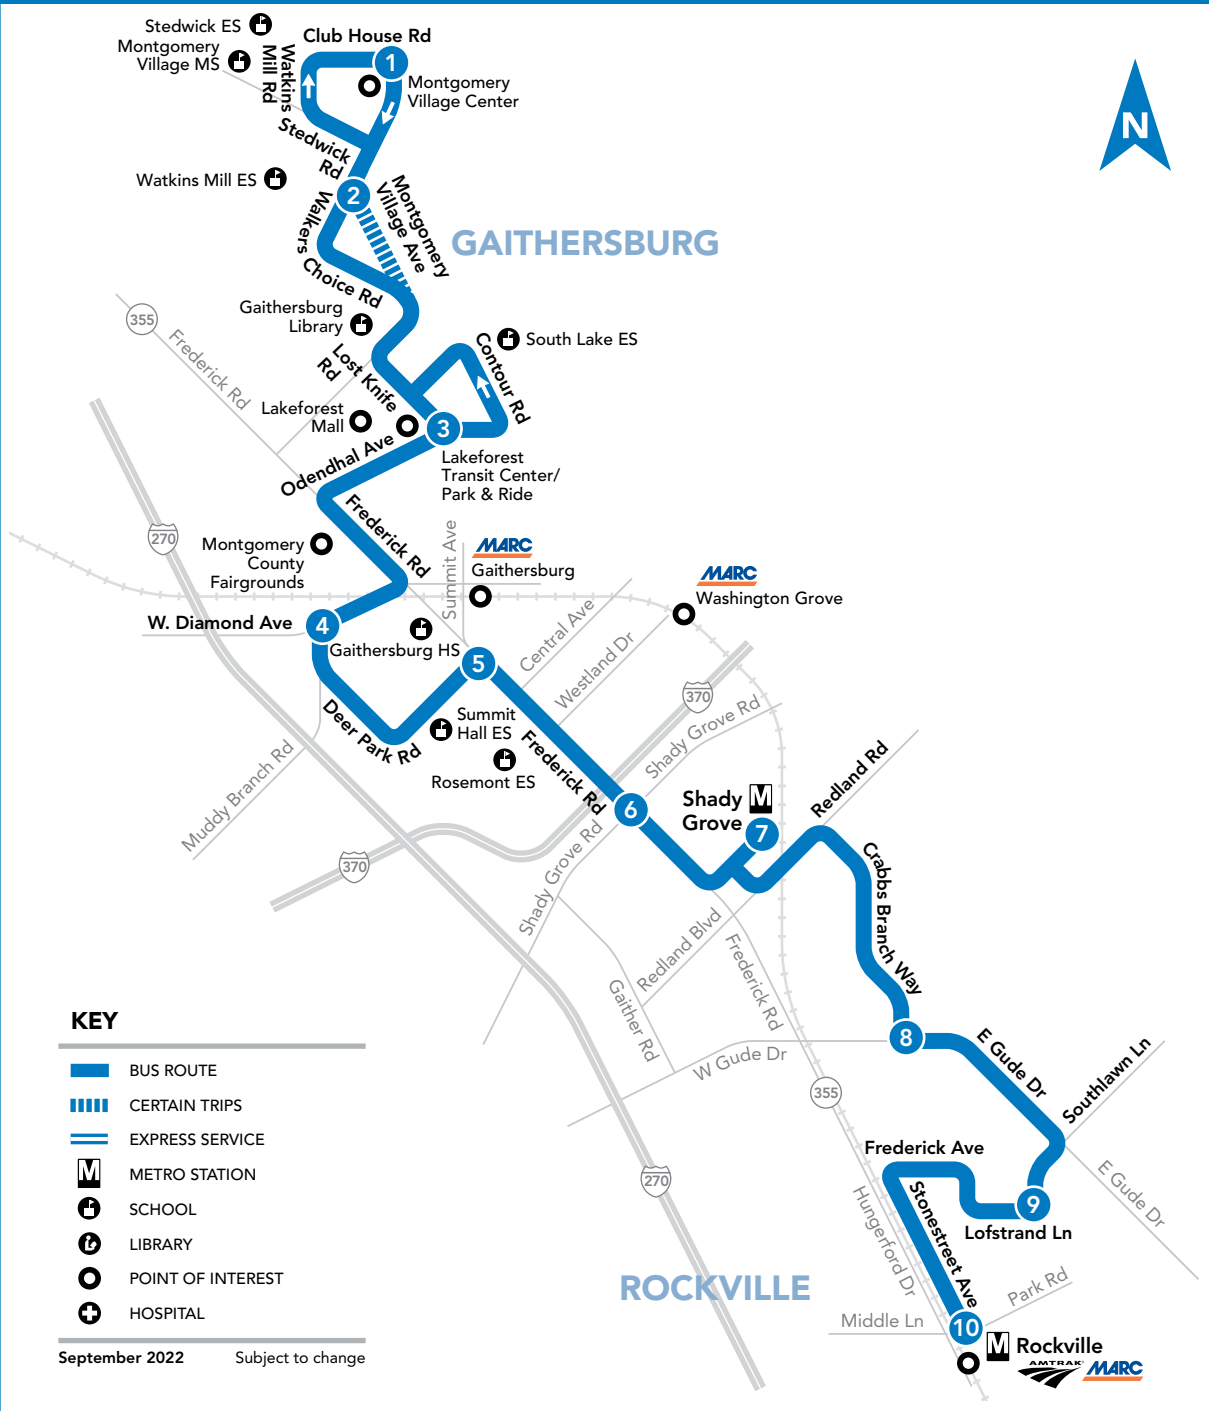 Stedwick ES
Montgomery
Village MS
Watkins
Mill Rd
Club House Rd
1
Montgomery
Village Center
N
Stedwick
Rd
Watkins Mill ES
2
Montgomery
Village Ave
Walkers
Choice Rd
GAITHERSBURG
355
Frederick Rd
Gaithersburg
Library
South Lake ES
Contour Rd
Lost Knife
Rd
Lakeforest
Mall
3
Odendhal Ave
Lakeforest
Transit Center/
Park & Ride
270
Frederick Rd
Montgomery
County
Fairgrounds
Summit Ave
MARC
Gaithersburg
MARC
Washington Grove
W. Diamond Ave
4
Gaithersburg HS
5
Central Ave
Westland Dr
370
Shady Grove Rd
Deer Park Rd
Summit
Hall ES
Rosemont ES
Frederick Rd
Muddy Branch Rd
370
6
Shady
Grove
M
7
Redland Rd
Shady Grove Rd
Crabbs Branch Way
Redland Blvd
Frederick Rd
Gaither Rd
W Gude Dr
8
E Gude Dr
Southlawn Ln
355
Frederick Ave
E Gude Dr
9
Lofstrand Ln
270
Hungerford Dr
Stonestreet Ave
ROCKVILLE
Park Rd
Middle Ln
10
M
Rockville
AMTRAK
MARC
KEY
BUS ROUTE
CERTAIN TRIPS
EXPRESS SERVICE
M METRO STATION
SCHOOL
LIBRARY
POINT OF INTEREST
HOSPITAL
September 2022 Subject to change